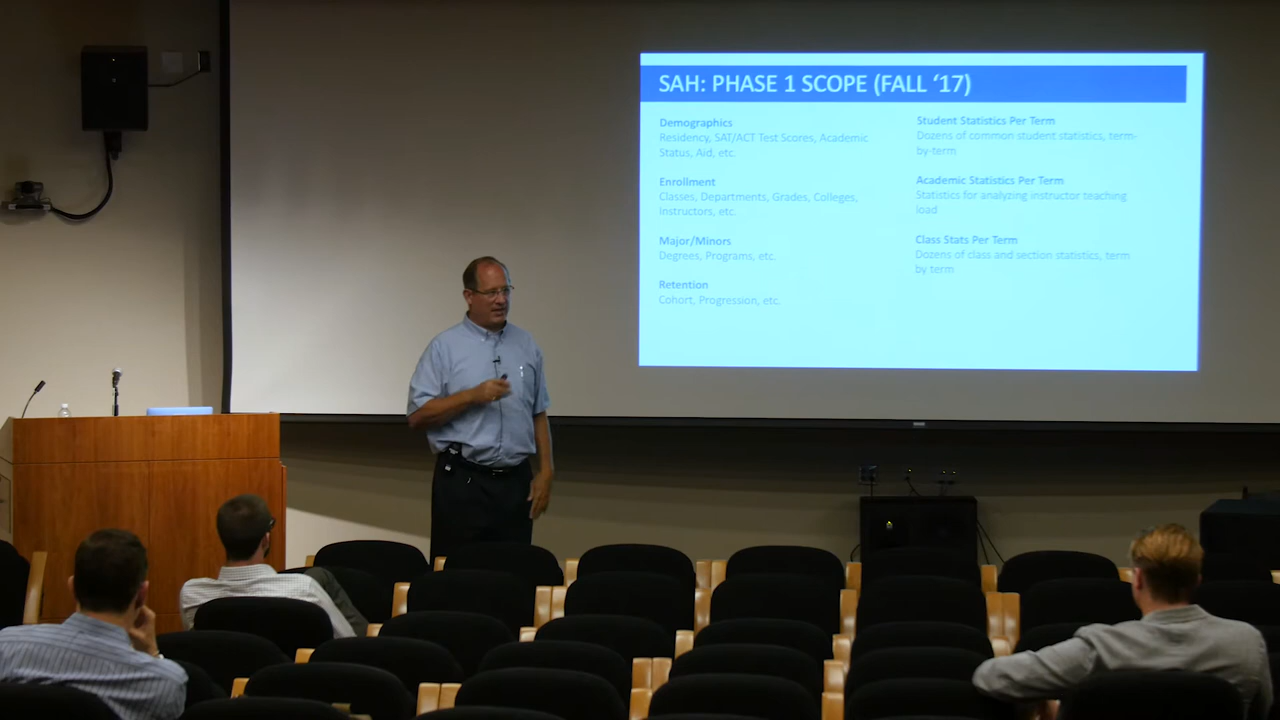 SAH: PHASE 1 SCOPE (FALL ‘17)
Demographics
Residency, SAT/ACT Test Scores, Academic
Status, Aid, etc.
Enrollment
Classes, Departments, Grades, Colleges,
Instructors, etc.
Major/Minors
Degrees, Programs, etc.
Retention
Cohort, Progression, etc.
Student Statistics Per Term
Dozens of common student statistics, term-
by-term
Academic Statistics Per Term
Statistics for analyzing instructor teaching
load
Class Stats Per Term
Dozens of class and section statistics, term
by term